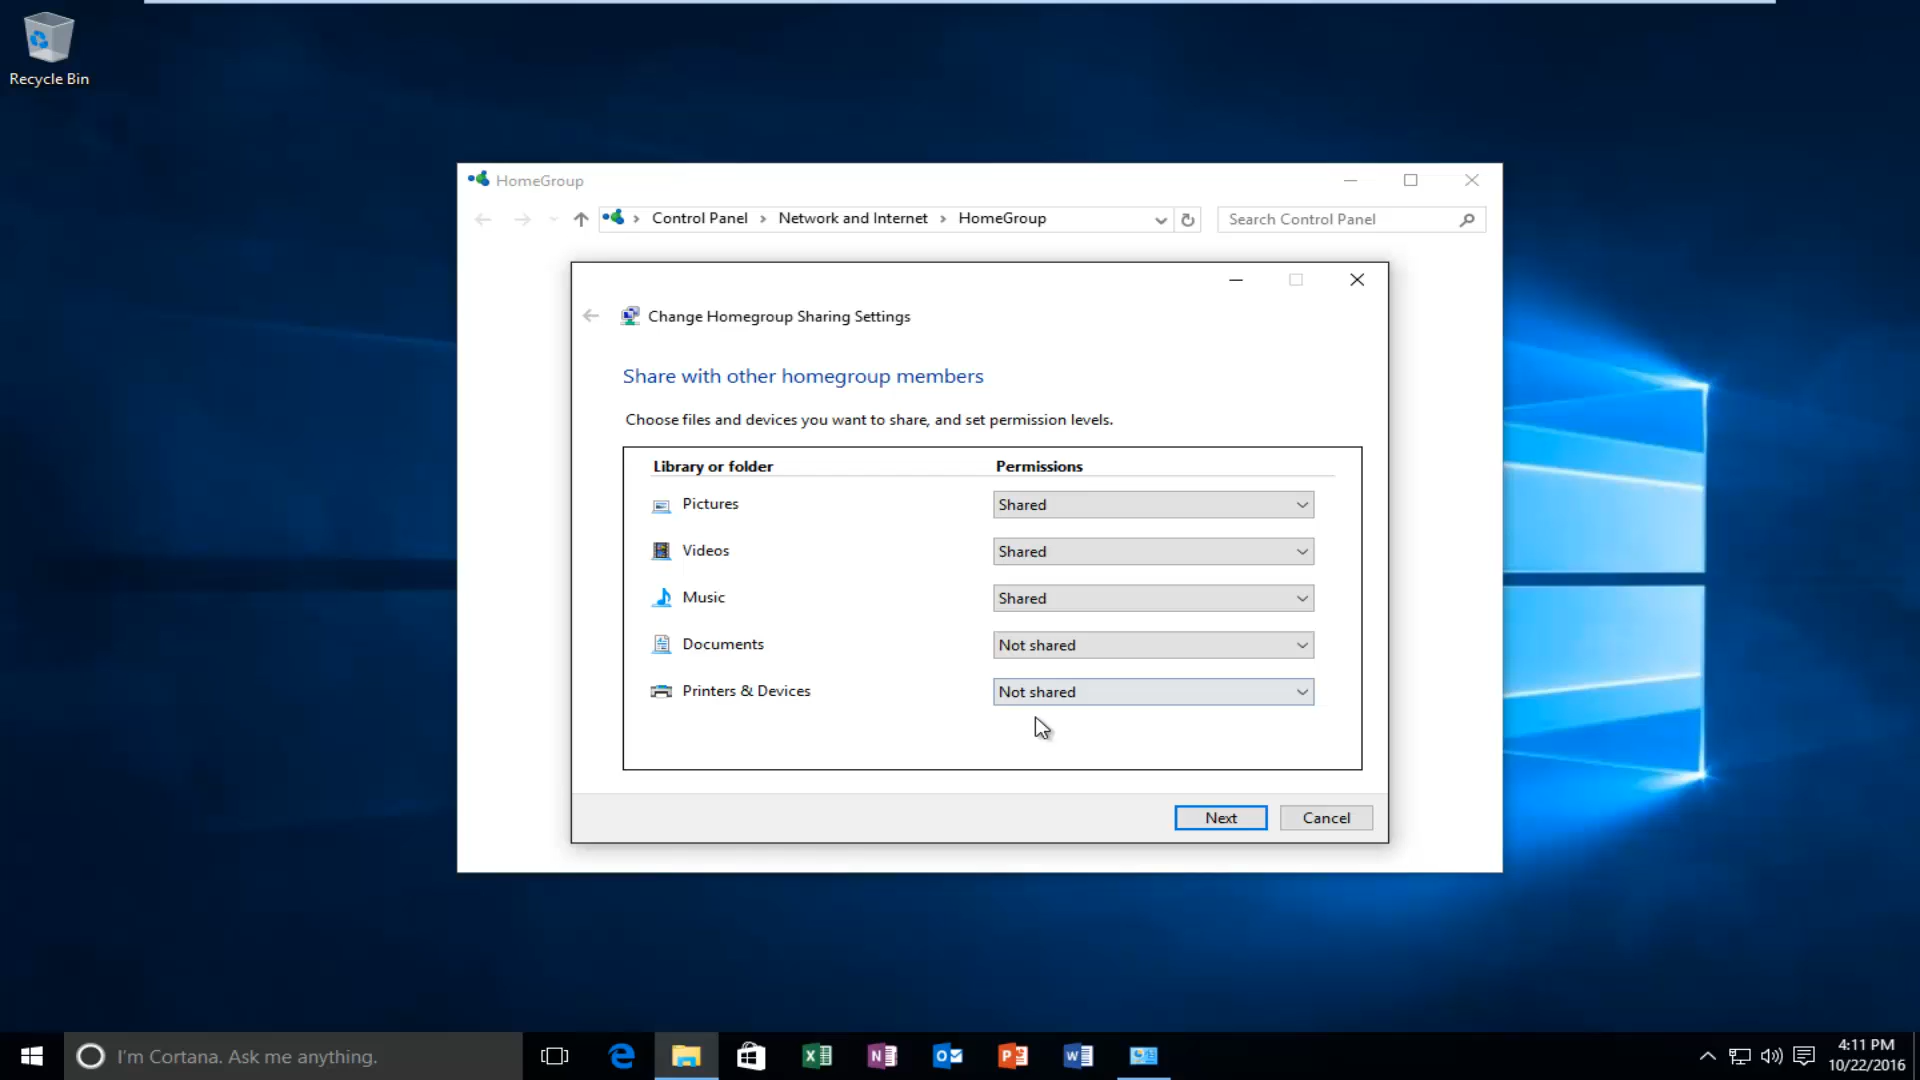 Recycle Bin
HomeGroup
Control Panel Network and Internet HomeGroup
Search Control Panel
Change Homegroup Sharing Settings
Share with other homegroup members
Choose files and devices you want to share, and set permission levels.
Library or folder Permissions
Pictures Shared
Videos Shared
Music Shared
Documents Not shared
Printers & Devices Not shared
Next Cancel
I'm Cortana. Ask me anything.
4:11 PM
10/22/2016